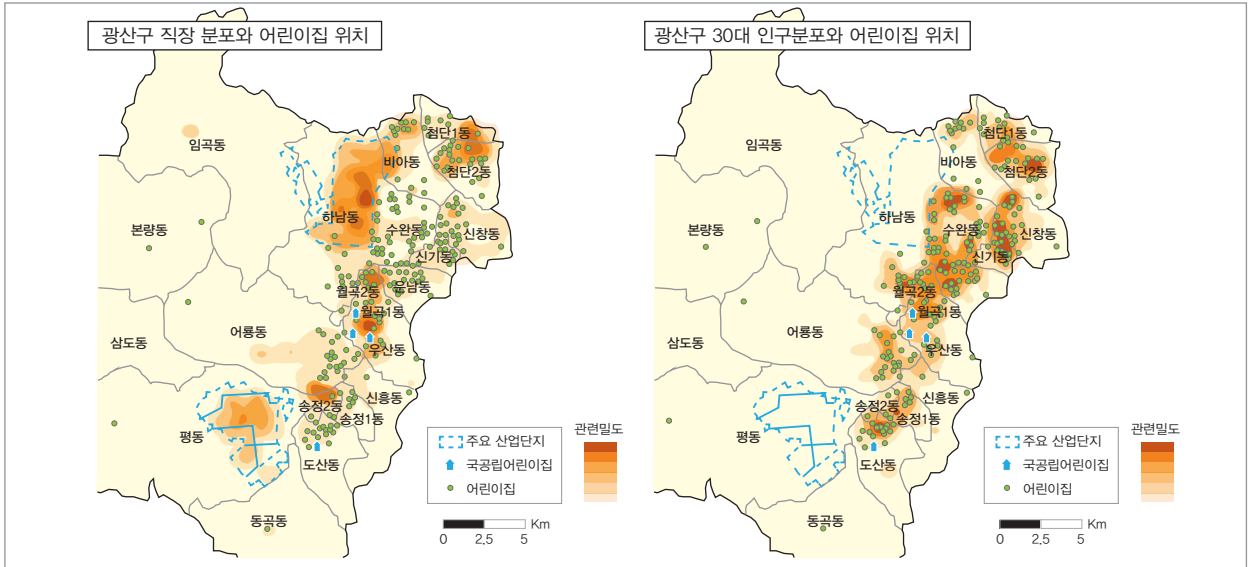 광산구 직장 분포와 어린이집 위치
임곡동
첨단1동
비아동
첨단2동
본량동
하남동
수완동
신창동
신기동
월곡2동
운남동
월곡1동
어룡동
삼도동
우산동
송정2동
신흥동
송정1동
평동
도산동
동곡동
주요 산업단지
국공립어린이집
어린이집
관련밀도
0 2.5 5 Km
광산구 30대 인구분포와 어린이집 위치
임곡동
첨단1동
비아동
첨단2동
본량동
하남동
수완동
신창동
신기동
월곡2동
월곡1동
어룡동
삼도동
우산동
송정2동
신흥동
송정1동
평동
도산동
동곡동
주요 산업단지
국공립어린이집
어린이집
관련밀도
0 2.5 5 Km